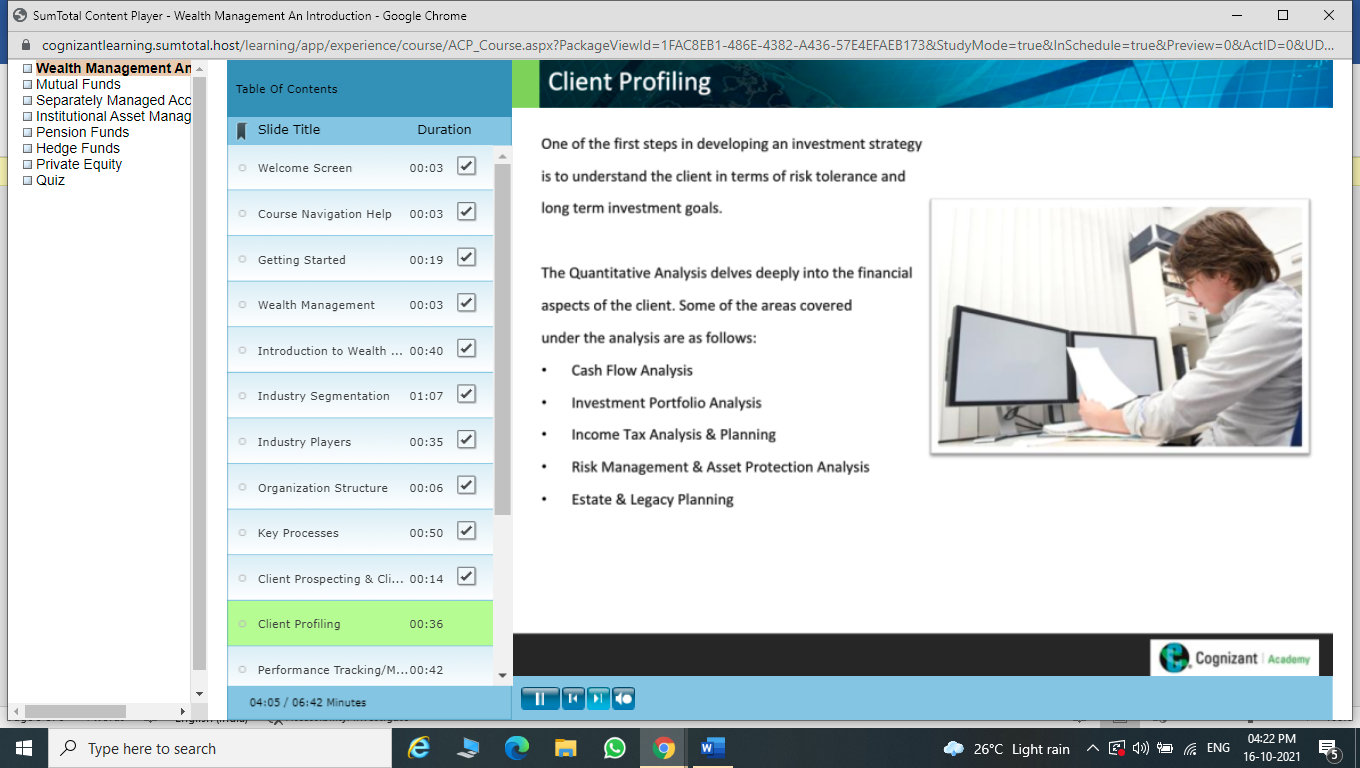 SumTotal Content Player - Wealth Management An Introduction - Google Chrome
cognizantlearning.sumtotal.host/learning/app/experience/course/ACP_Course.aspx?PackageViewId=1FAC8EB1-486E-4382-A436-57E4EFAEB173&StudyMode=true&InSchedule=true&Preview=0&ActID=0&UD...
Wealth Management An
Mutual Funds
Separately Managed Acc
Institutional Asset Manag
Pension Funds
Hedge Funds
Private Equity
Quiz
Table Of Contents
Slide Title Duration
Welcome Screen 00:03
Course Navigation Help 00:03
Getting Started 00:19
Wealth Management 00:03
Introduction to Wealth ... 00:40
Industry Segmentation 01:07
Industry Players 00:35
Organization Structure 00:06
Key Processes 00:50
Client Prospecting & Cli... 00:14
Client Profiling 00:36
Performance Tracking/M... 00:42
04:05 / 06:42 Minutes
Client Profiling
One of the first steps in developing an investment strategy
is to understand the client in terms of risk tolerance and
long term investment goals.
The Quantitative Analysis delves deeply into the financial
aspects of the client. Some of the areas covered
under the analysis are as follows:
• Cash Flow Analysis
• Investment Portfolio Analysis
• Income Tax Analysis & Planning
• Risk Management & Asset Protection Analysis
• Estate & Legacy Planning
Cognizant | Academy
Type here to search
26°C Light rain
ENG
04:22 PM
16-10-2021
5